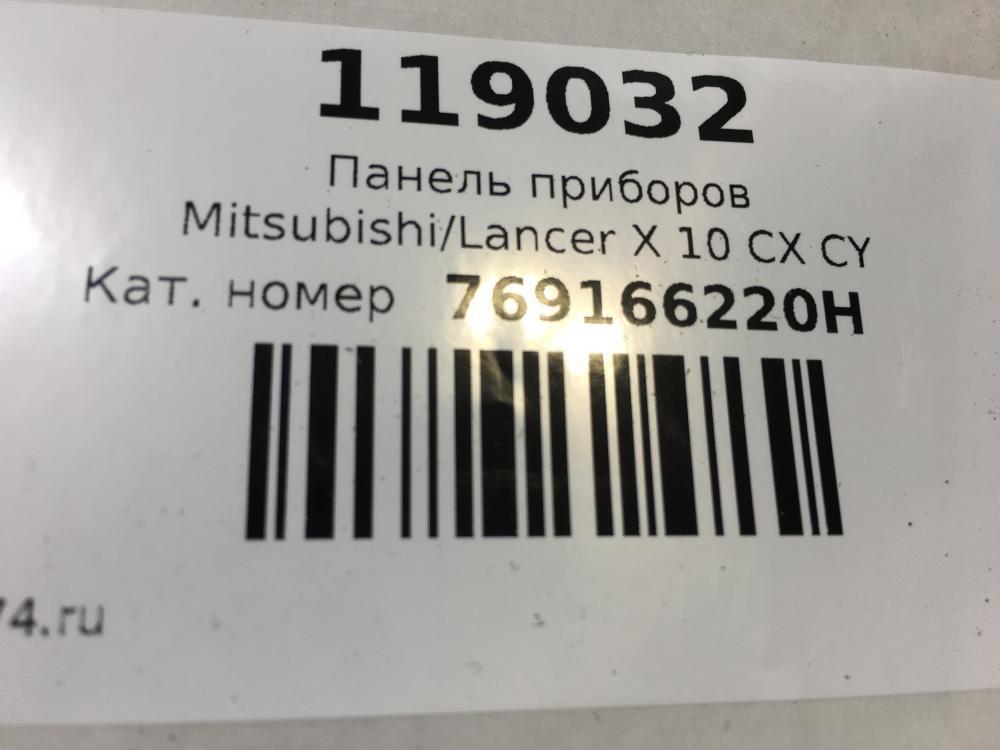 119032
Панель приборов
Mitsubishi/Lancer X 10 CX CY
Кат. номер 769166220H
74.ru